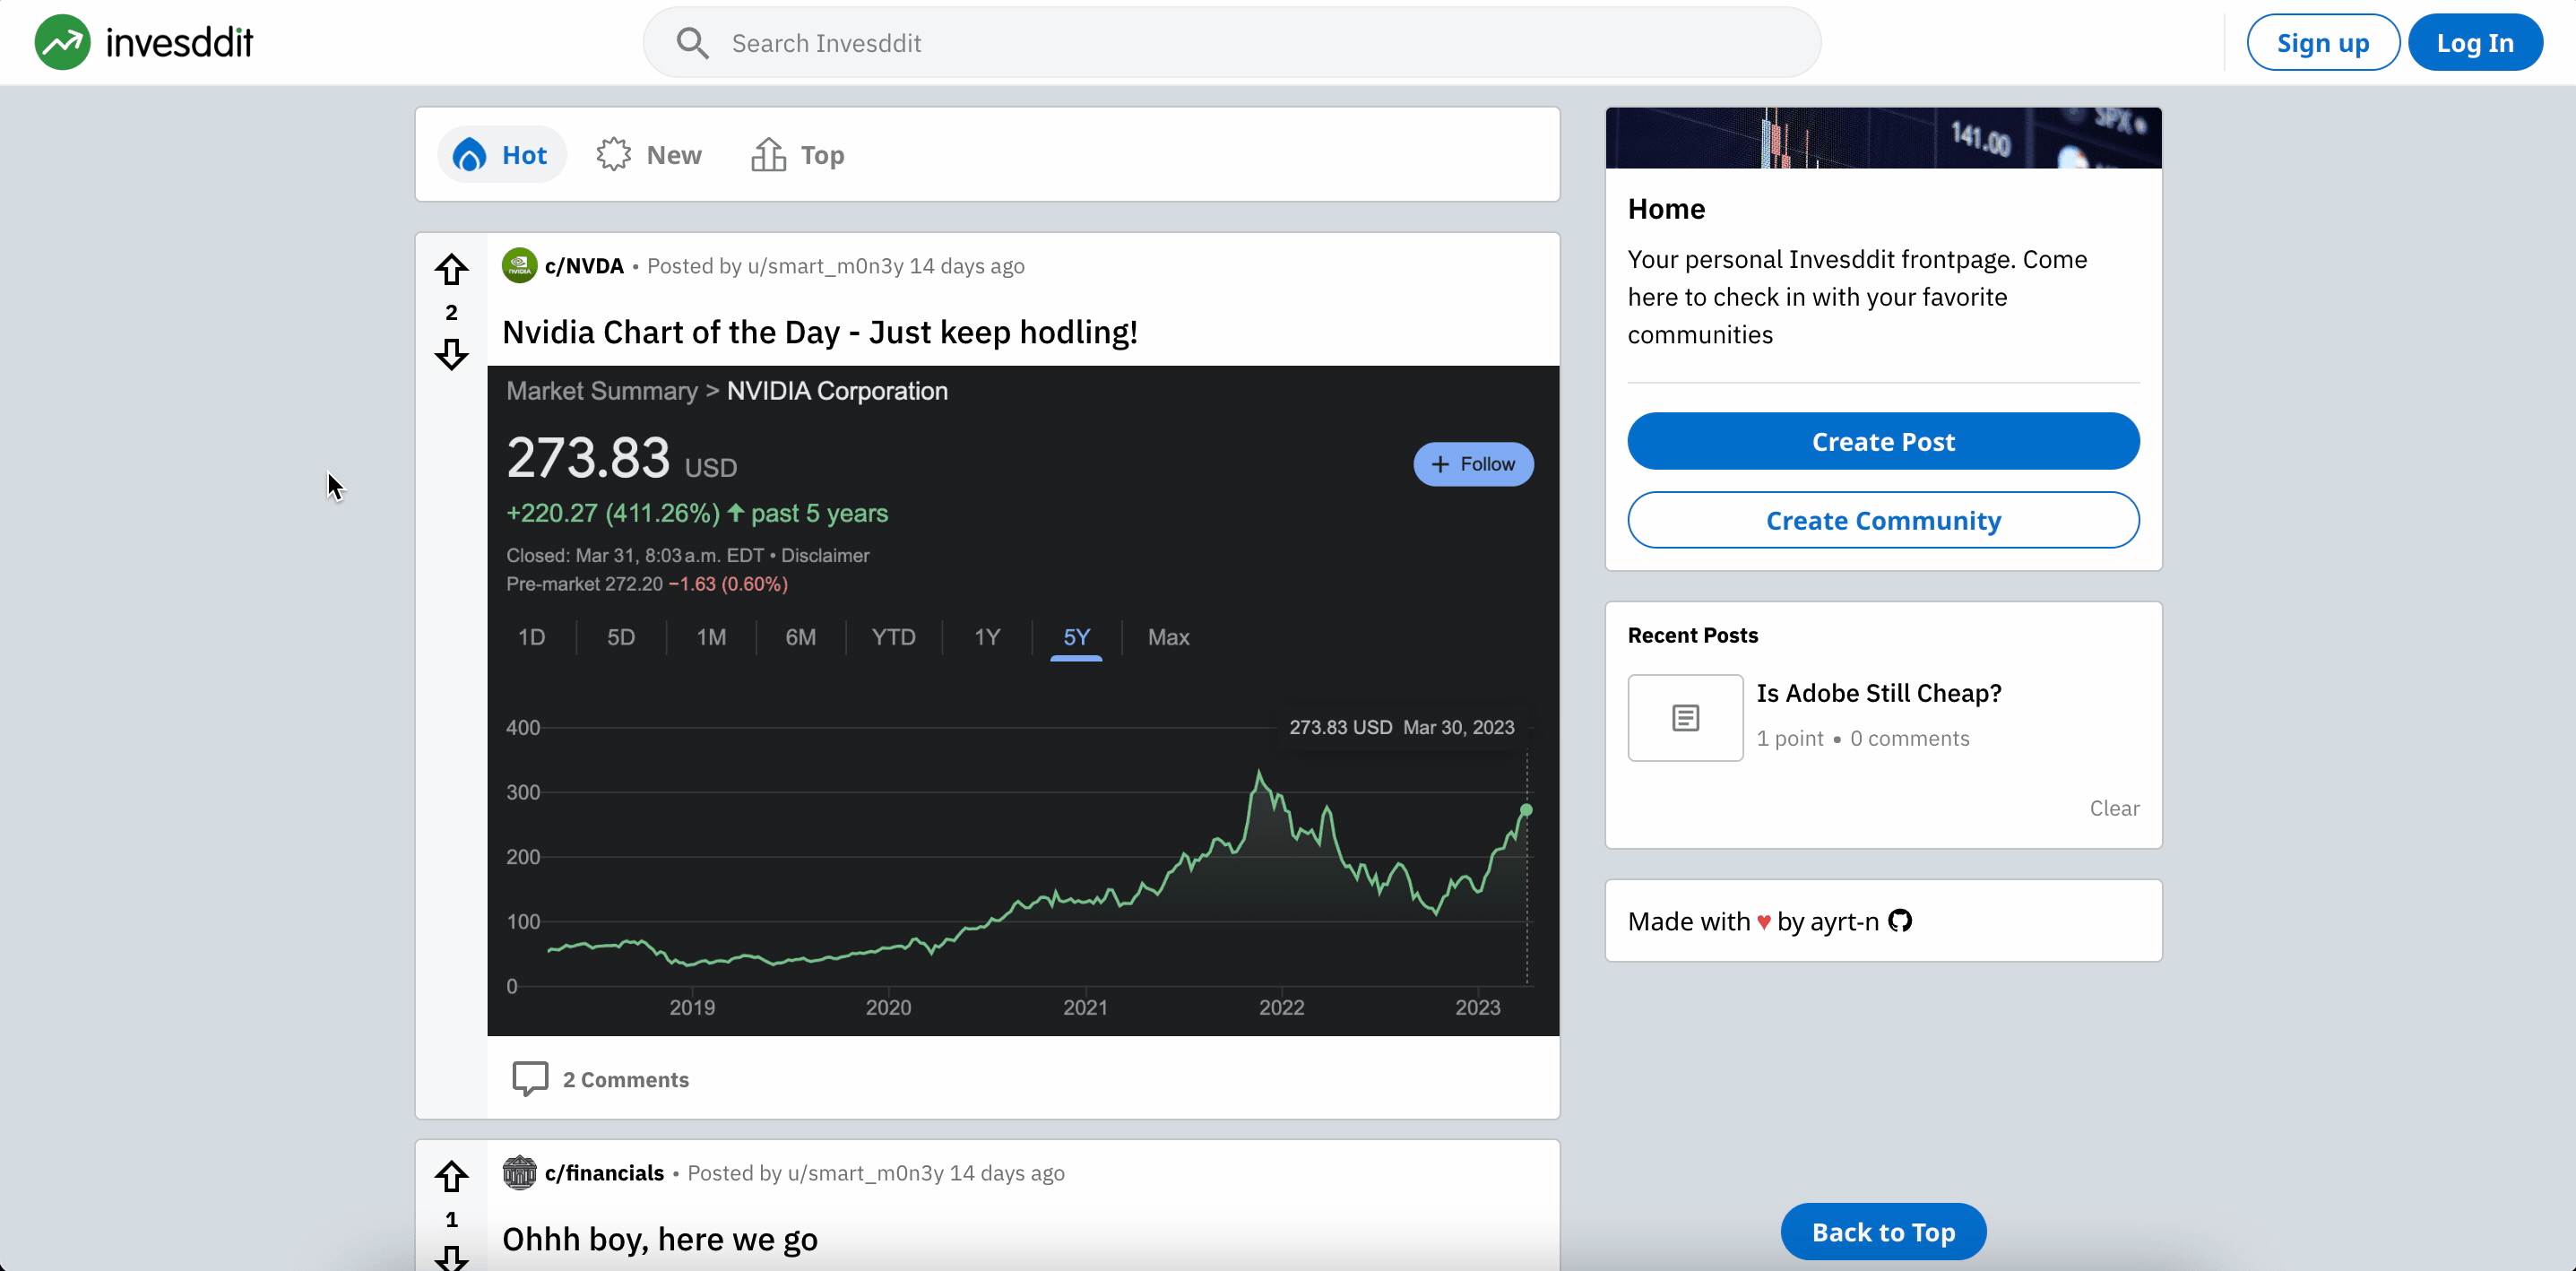 invesddit
Search Invesddit
Sign up
Log In
Hot
New
Top
c/NVDA • Posted by u/smart_m0n3y 14 days ago
2
Nvidia Chart of the Day - Just keep hodling!
Market Summary > NVIDIA Corporation
273.83 USD
+ Follow
+220.27 (411.26%) past 5 years
Closed: Mar 31, 8:03 a.m. EDT • Disclaimer
Pre-market 272.20 −1.63 (0.60%)
1D 5D 1M 6M YTD 1Y 5Y Max
273.83 USD Mar 30, 2023
400
300
200
100
0
2019 2020 2021 2022 2023
2 Comments
c/financials • Posted by u/smart_m0n3y 14 days ago
1
Ohhh boy, here we go
141.00
SPX
Home
Your personal Invesddit frontpage. Come
here to check in with your favorite
communities
Create Post
Create Community
Recent Posts
Is Adobe Still Cheap?
1 point • 0 comments
Clear
Made with ♥ by ayrt-n
Back to Top